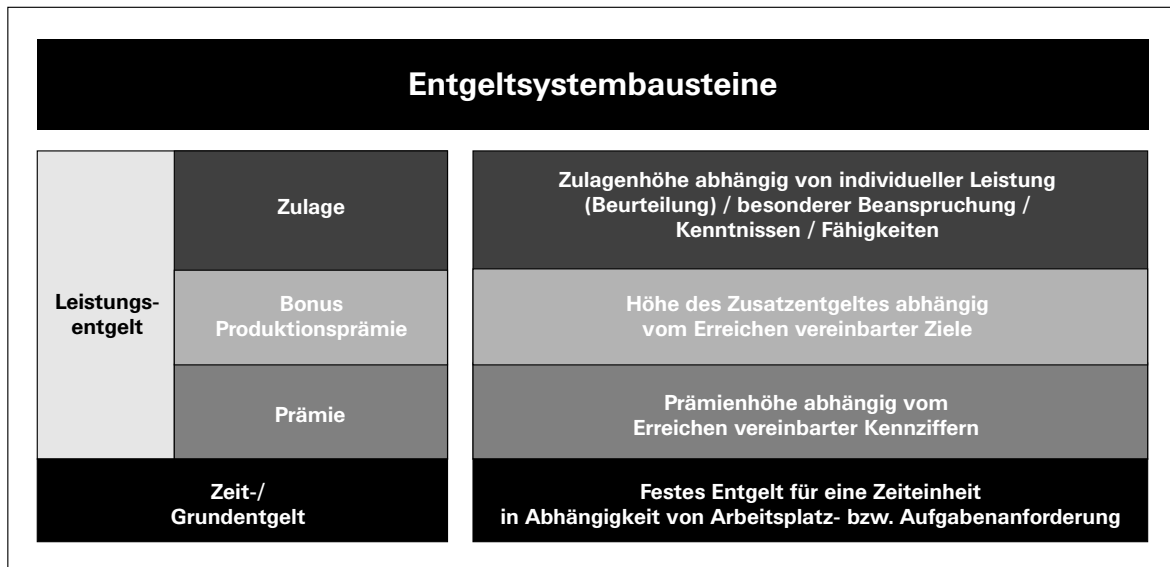 Entgeltsystembausteine
Leistungs-
entgelt
Zulage
Zulagenhöhe abhängig von individueller Leistung
(Beurteilung) / besonderer Beanspruchung /
Kenntnissen / Fähigkeiten
Bonus
Produktionsprämie
Höhe des Zusatzentgeltes abhängig
vom Erreichen vereinbarter Ziele
Prämie
Prämienhöhe abhängig vom
Erreichen vereinbarter Kennziffern
Zeit-/
Grundentgelt
Festes Entgelt für eine Zeiteinheit
in Abhängigkeit von Arbeitsplatz- bzw. Aufgabenanforderung